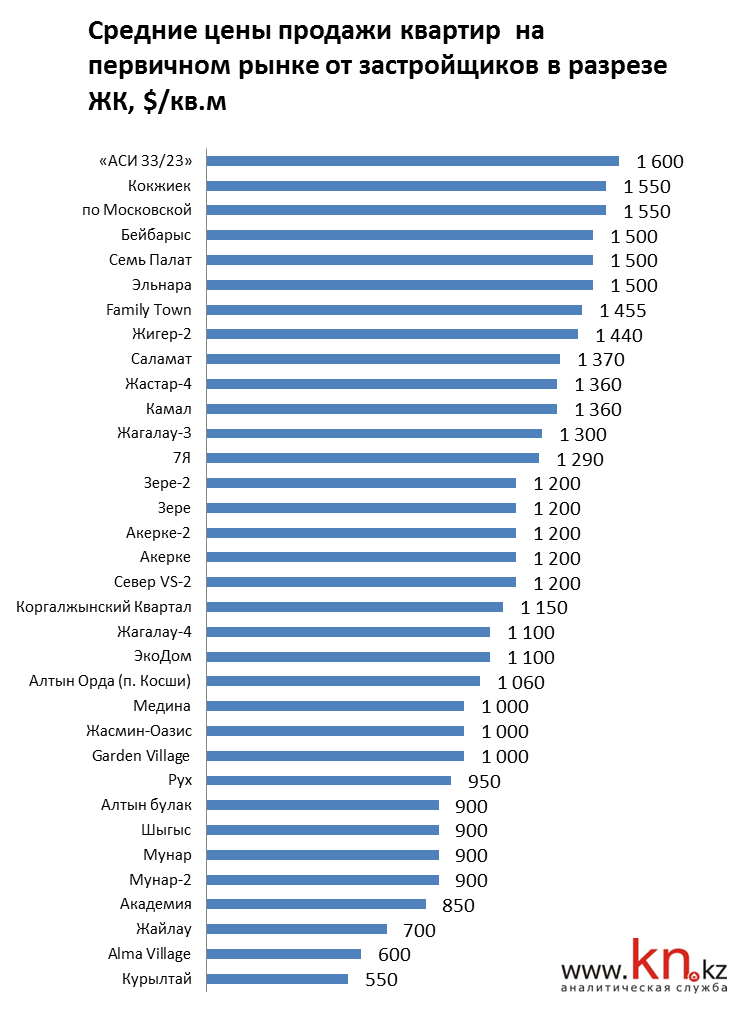 Средние цены продажи квартир на
первичном рынке от застройщиков в разрезе
ЖК, $/кв.м
«АСИ 33/23» 1 600
Кокжиек 1 550
по Московской 1 550
Бейбарыс 1 500
Семь Палат 1 500
Эльнара 1 500
Family Town 1 455
Жигер-2 1 440
Саламат 1 370
Жастар-4 1 360
Камал 1 360
Жагалау-3 1 300
7Я 1 290
Зере-2 1 200
Зере 1 200
Акерке-2 1 200
Акерке 1 200
Север VS-2 1 200
Коргалжынский Квартал 1 150
Жагалау-4 1 100
ЭкоДом 1 100
Алтын Орда (п. Косши) 1 060
Медина 1 000
Жасмин-Оазис 1 000
Garden Village 1 000
Рух 950
Алтын булак 900
Шыгыс 900
Мунар 900
Мунар-2 900
Академия 850
Жайлау 700
Alma Village 600
Курылтай 550
www.kn.kz
аналитическая служба